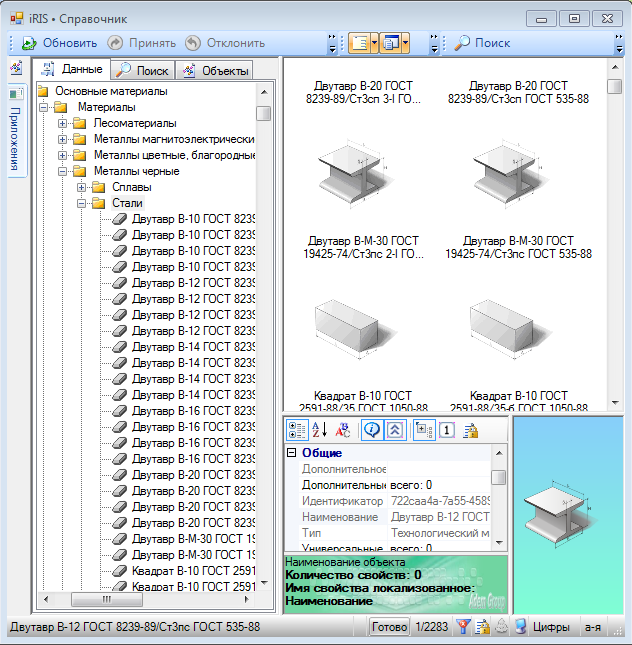 iRIS • Справочник
Обновить Принять Отклонить Поиск
Приложения
Данные Поиск Объекты
Основные материалы
Материалы
Лесоматериалы
Металлы магнитоэлектрически
Металлы цветные, благородные
Металлы черные
Сплавы
Стали
Двутавр В-10 ГОСТ 8239
Двутавр В-10 ГОСТ 8239
Двутавр В-10 ГОСТ 8239
Двутавр В-10 ГОСТ 8239
Двутавр В-12 ГОСТ 8239
Двутавр В-12 ГОСТ 8239
Двутавр В-12 ГОСТ 8239
Двутавр В-12 ГОСТ 8239
Двутавр В-14 ГОСТ 8239
Двутавр В-14 ГОСТ 8239
Двутавр В-14 ГОСТ 8239
Двутавр В-14 ГОСТ 8239
Двутавр В-16 ГОСТ 8239
Двутавр В-16 ГОСТ 8239
Двутавр В-16 ГОСТ 8239
Двутавр В-16 ГОСТ 8239
Двутавр В-20 ГОСТ 8239
Двутавр В-20 ГОСТ 8239
Двутавр В-20 ГОСТ 8239
Двутавр В-20 ГОСТ 8239
Двутавр В-М-30 ГОСТ 19
Двутавр В-М-30 ГОСТ 19
Квадрат В-10 ГОСТ 2591
Квадрат В-10 ГОСТ 2591
Двутавр В-20 ГОСТ
8239-89/Ст3сп 3-I ГО...
Двутавр В-20 ГОСТ
8239-89/Ст3сп ГОСТ 535-88
Двутавр В-М-30 ГОСТ
19425-74/Ст3пс 2-I ГО...
Двутавр В-М-30 ГОСТ
19425-74/Ст3пс ГОСТ 535-88
Квадрат В-10 ГОСТ
2591-88/35 ГОСТ 1050-88
Квадрат В-10 ГОСТ
2591-88/35-б ГОСТ 1050-88
Общие
Дополнительное
Дополнительные всего: 0
Идентификатор 722caa4a-7a55-4589
Наименование Двутавр В-12 ГОСТ
Тип Технологический м
Универсальные всего: 0
Наименование объекта
Количество свойств: 0
Имя свойства локализованное:
Наименование
Adem Group
Двутавр В-12 ГОСТ 8239-89/Ст3пс ГОСТ 535-88 Готово 1/2283 Цифры а-я